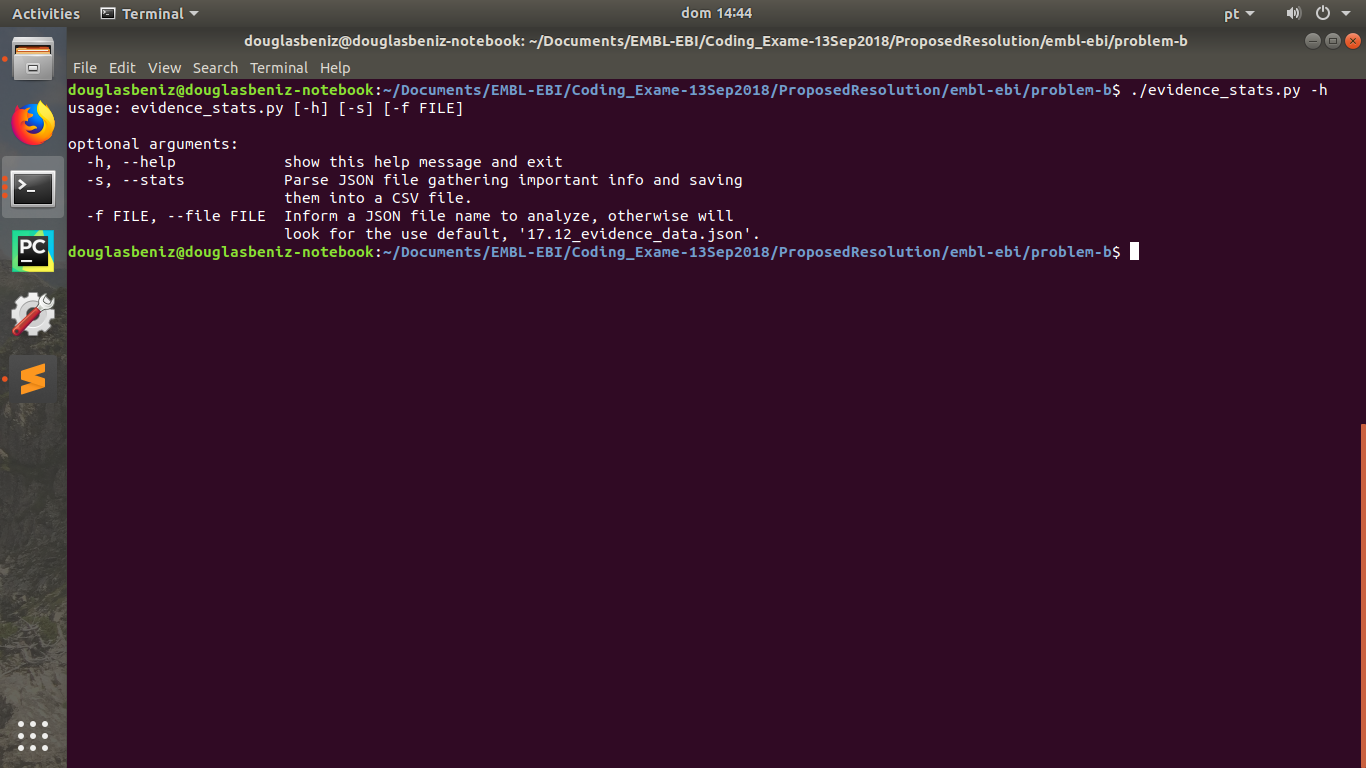 Activities Terminal dom 14:44 pt
douglasbeniz@douglasbeniz-notebook: ~/Documents/EMBL-EBI/Coding_Exame-13Sep2018/ProposedResolution/embl-ebi/problem-b
File Edit View Search Terminal Help
douglasbeniz@douglasbeniz-notebook:~/Documents/EMBL-EBI/Coding_Exame-13Sep2018/ProposedResolution/embl-ebi/problem-b$ ./evidence_stats.py -h
usage: evidence_stats.py [-h] [-s] [-f FILE]
optional arguments:
-h, --help show this help message and exit
-s, --stats Parse JSON file gathering important info and saving
them into a CSV file.
-f FILE, --file FILE Inform a JSON file name to analyze, otherwise will
look for the use default, '17.12_evidence_data.json'.
douglasbeniz@douglasbeniz-notebook:~/Documents/EMBL-EBI/Coding_Exame-13Sep2018/ProposedResolution/embl-ebi/problem-b$
PC